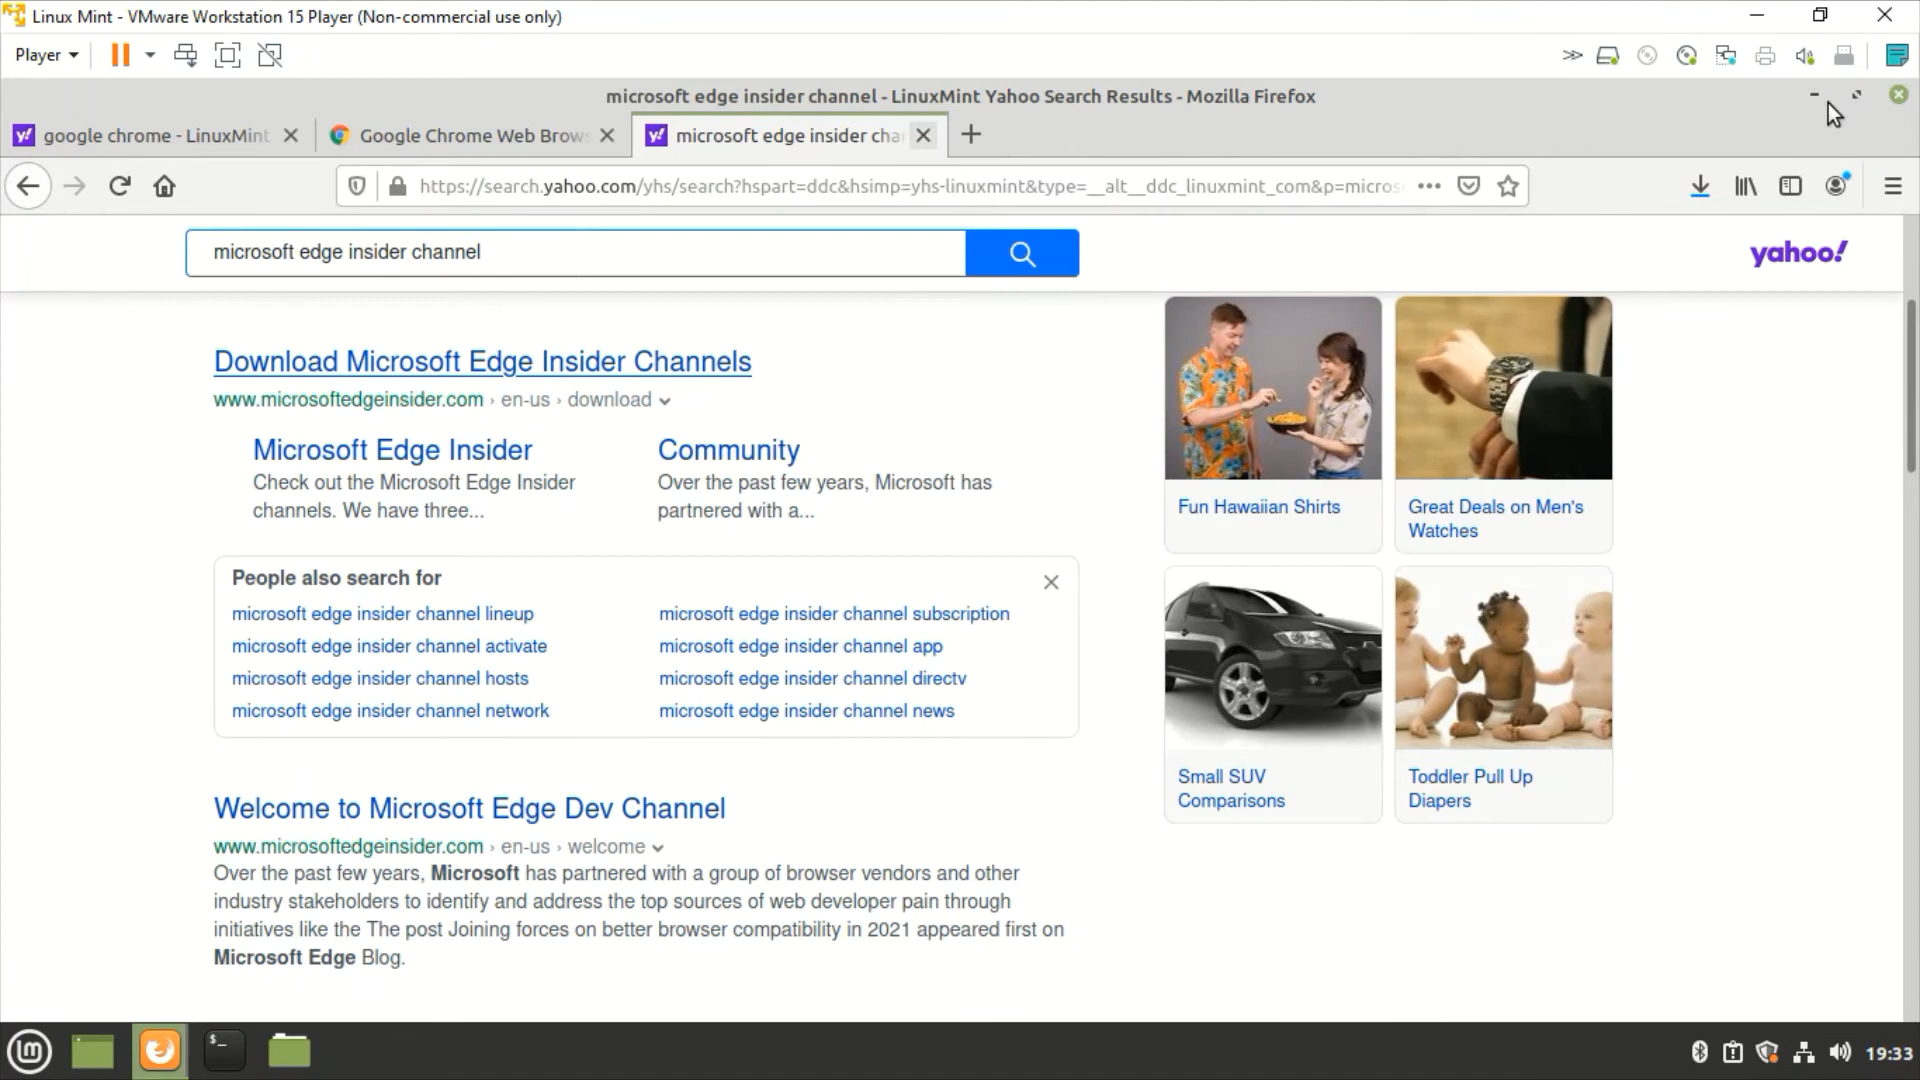 Linux Mint - VMware Workstation 15 Player (Non-commercial use only)
Player
microsoft edge insider channel - LinuxMint Yahoo Search Results - Mozilla Firefox
google chrome - LinuxMint
Google Chrome Web Brows
microsoft edge insider cha
https://search.yahoo.com/yhs/search?hspart=ddc&hsimp=yhs-linuxmint&type=__alt__ddc_linuxmint_com&p=micros
microsoft edge insider channel
yahoo!
Download Microsoft Edge Insider Channels
www.microsoftedgeinsider.com › en-us › download
Microsoft Edge Insider
Check out the Microsoft Edge Insider
channels. We have three...
Community
Over the past few years, Microsoft has
partnered with a...
People also search for
microsoft edge insider channel lineup
microsoft edge insider channel subscription
microsoft edge insider channel activate
microsoft edge insider channel app
microsoft edge insider channel hosts
microsoft edge insider channel directv
microsoft edge insider channel network
microsoft edge insider channel news
Welcome to Microsoft Edge Dev Channel
www.microsoftedgeinsider.com › en-us › welcome
Over the past few years, Microsoft has partnered with a group of browser vendors and other
industry stakeholders to identify and address the top sources of web developer pain through
initiatives like the The post Joining forces on better browser compatibility in 2021 appeared first on
Microsoft Edge Blog.
Fun Hawaiian Shirts
Great Deals on Men's
Watches
Small SUV
Comparisons
Toddler Pull Up
Diapers
$_
19:33